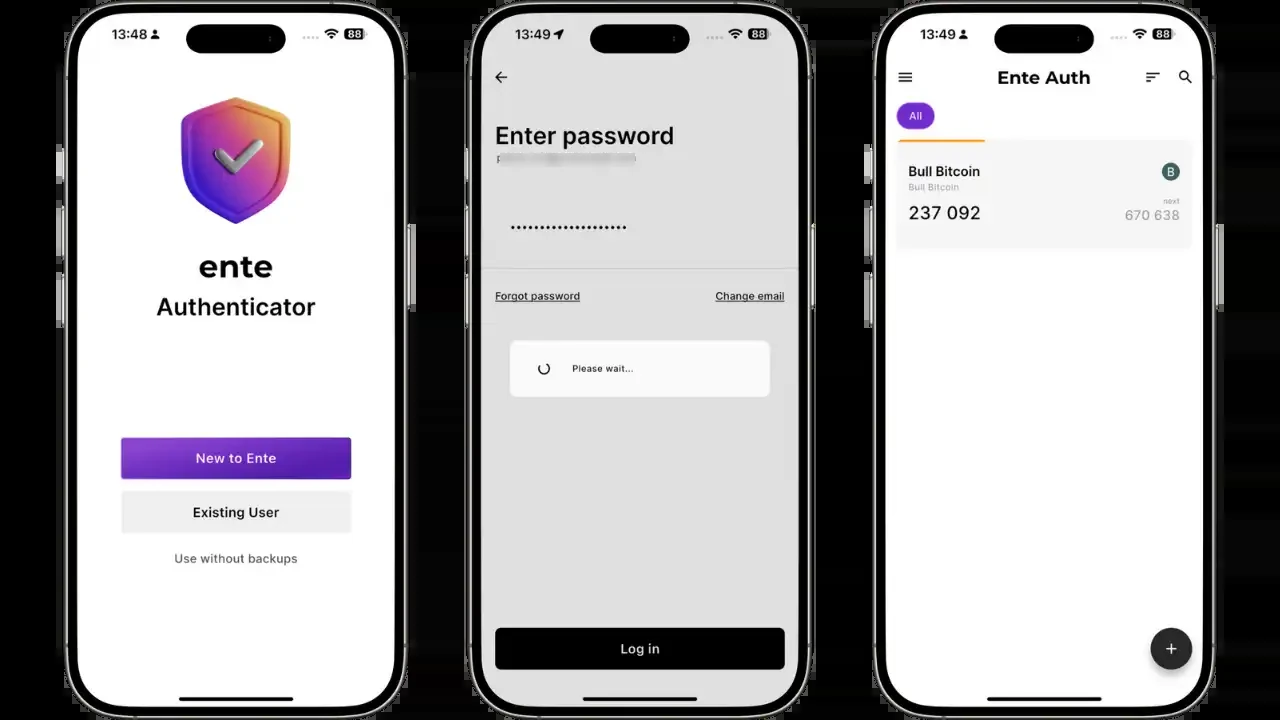 13:48
88
ente
Authenticator
New to Ente
Existing User
Use without backups
13:49
88
Enter password
Forgot password
Change email
Please wait...
Log in
13:49
88
Ente Auth
All
Bull Bitcoin
B
Bull Bitcoin
next
237 092
670 638